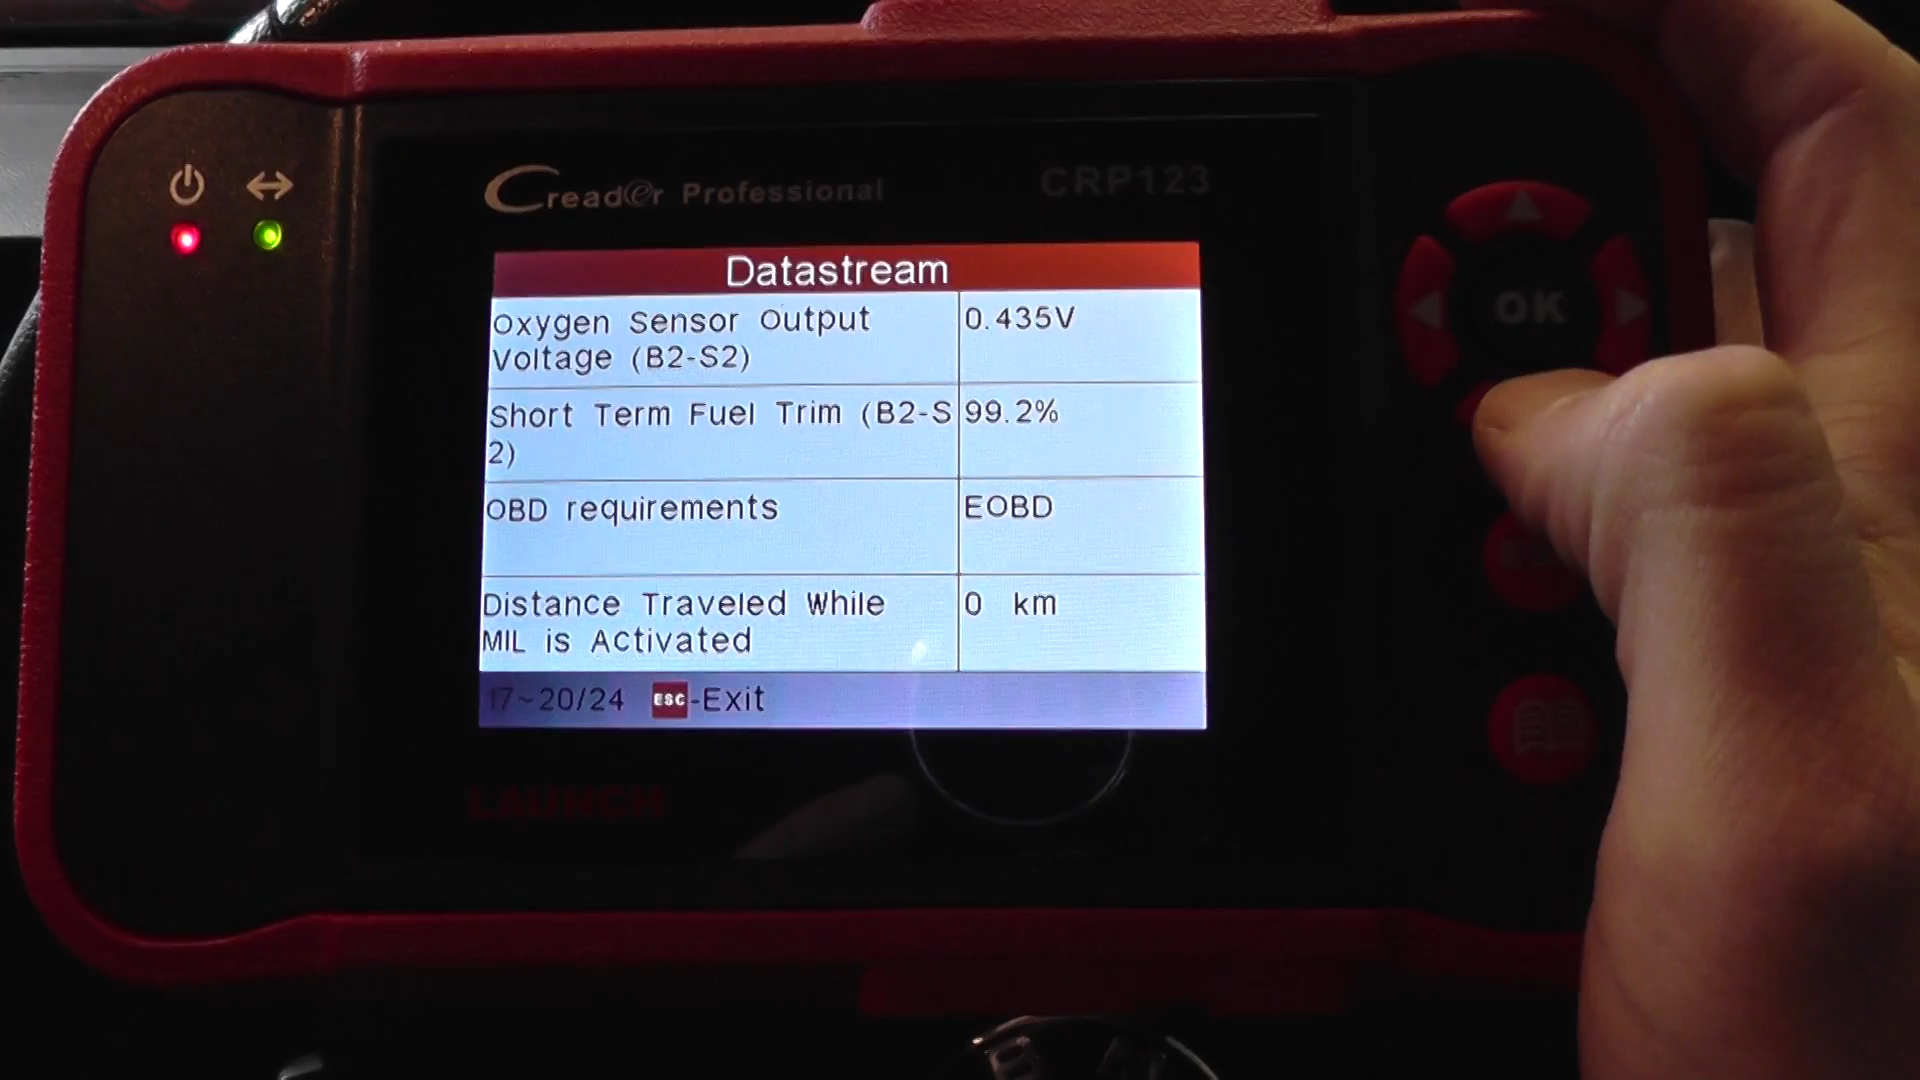 Creader Professional CRP123
Datastream
Oxygen Sensor Output 0.435V
Voltage (B2-S2)
Short Term Fuel Trim (B2-S 99.2%
2)
OBD requirements EOBD
Distance Traveled While 0 km
MIL is Activated
17~20/24 ESC-Exit
LAUNCH
OK